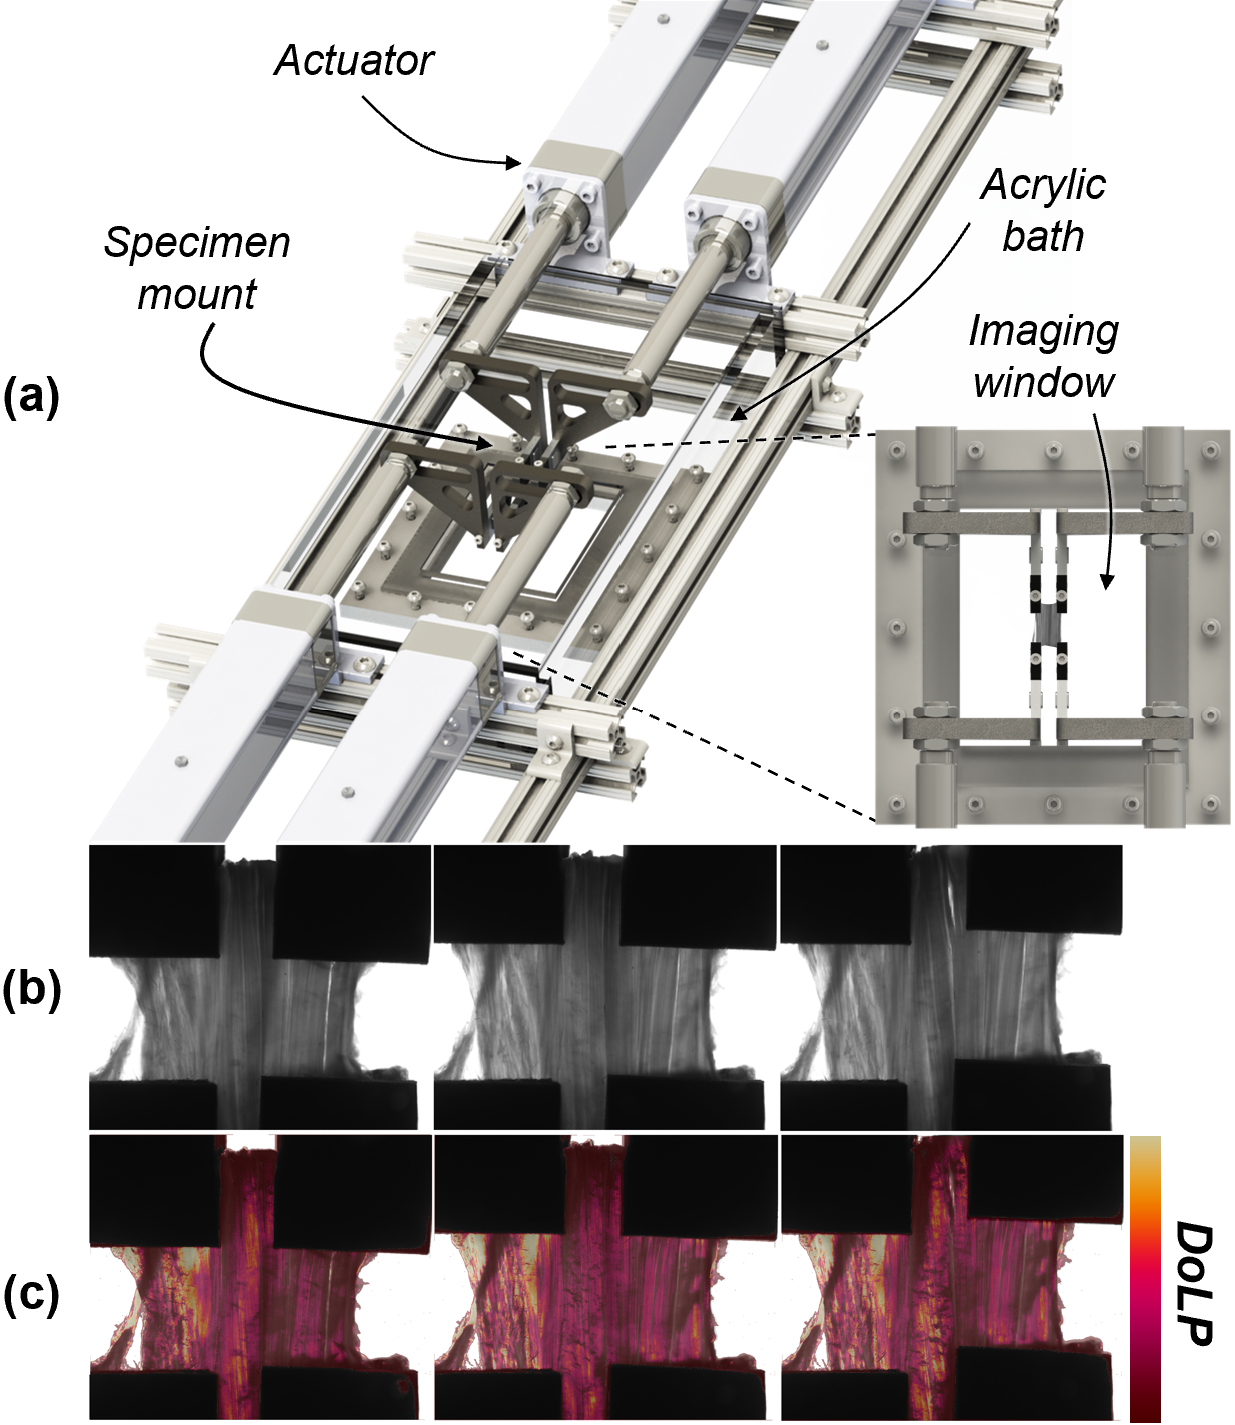 Actuator
Acrylic
bath
Specimen
mount
Imaging
window
(a)
(b)
(c)
DoLP